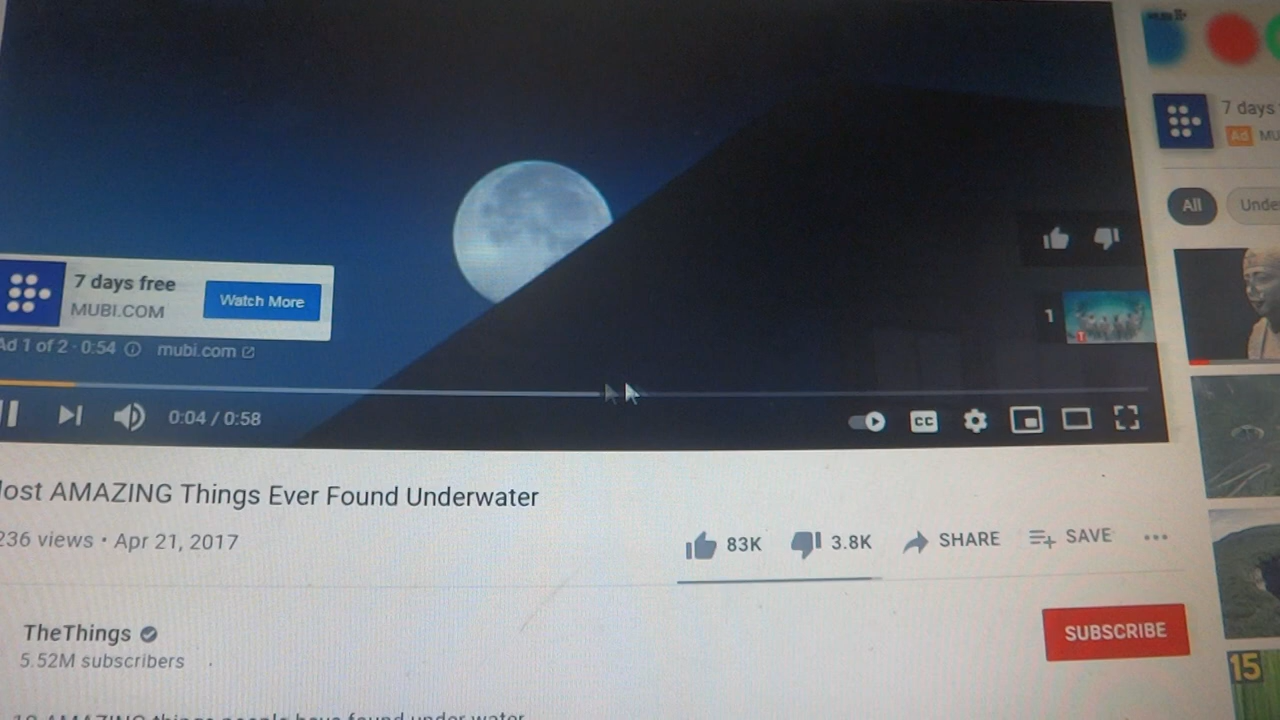 7 days
Ad
All
7 days free
MUBI.COM
Watch More
Ad 1 of 2 · 0:54 mubi.com
1
0:04 / 0:58
CC
AMAZING Things Ever Found Underwater
236 views • Apr 21, 2017
83K 3.8K SHARE SAVE
TheThings
5.52M subscribers
SUBSCRIBE
15